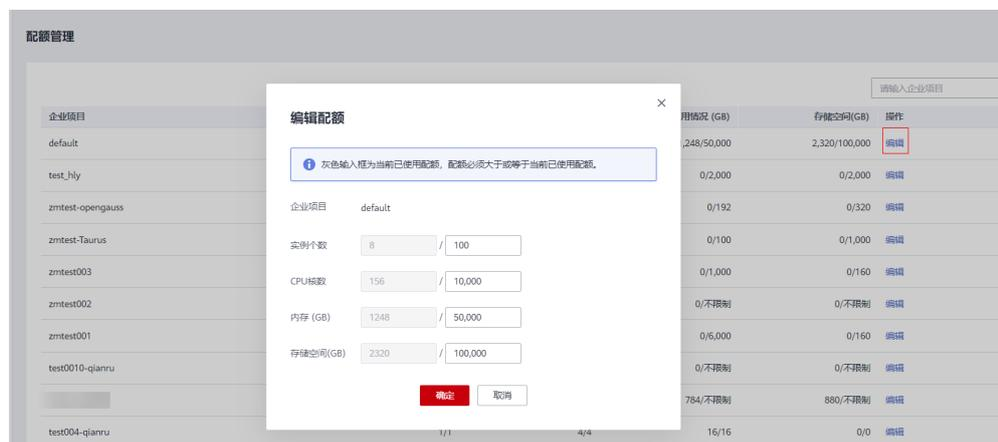 配额管理
请输入企业项目
企业项目 用情况 (GB) 存储空间(GB) 操作
default ,248/50,000 2,320/100,000 编辑
test_hly 0/2,000 0/2,000 编辑
zmtest-opengauss 0/192 0/320 编辑
zmtest-Taurus 0/100 0/1,000 编辑
zmtest003 0/1,000 0/160 编辑
zmtest002 0/不限制 0/不限制 编辑
zmtest001 0/6,000 0/160 编辑
test0010-qianru 0/不限制 0/不限制 编辑
784/不限制 880/不限制 编辑
test004-qianru 1/1 4/4 16/16 0/0 编辑
编辑配额
灰色输入框为当前已使用配额，配额必须大于或等于当前已使用配额。
企业项目 default
实例个数 8 / 100
CPU核数 156 / 10,000
内存 (GB) 1248 / 50,000
存储空间(GB) 2320 / 100,000
确定 取消